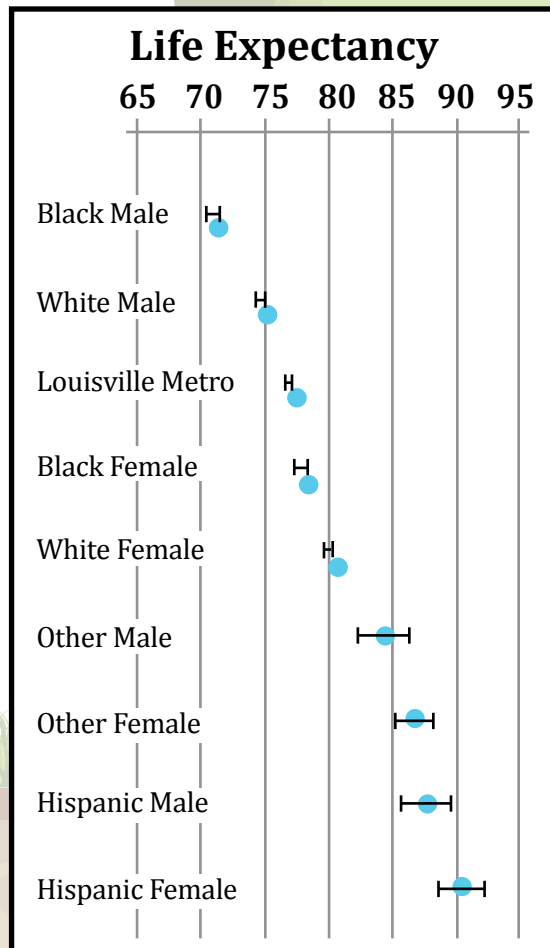 Life Expectancy
65 70 75 80 85 90 95
Black Male
White Male
Louisville Metro
Black Female
White Female
Other Male
Other Female
Hispanic Male
Hispanic Female